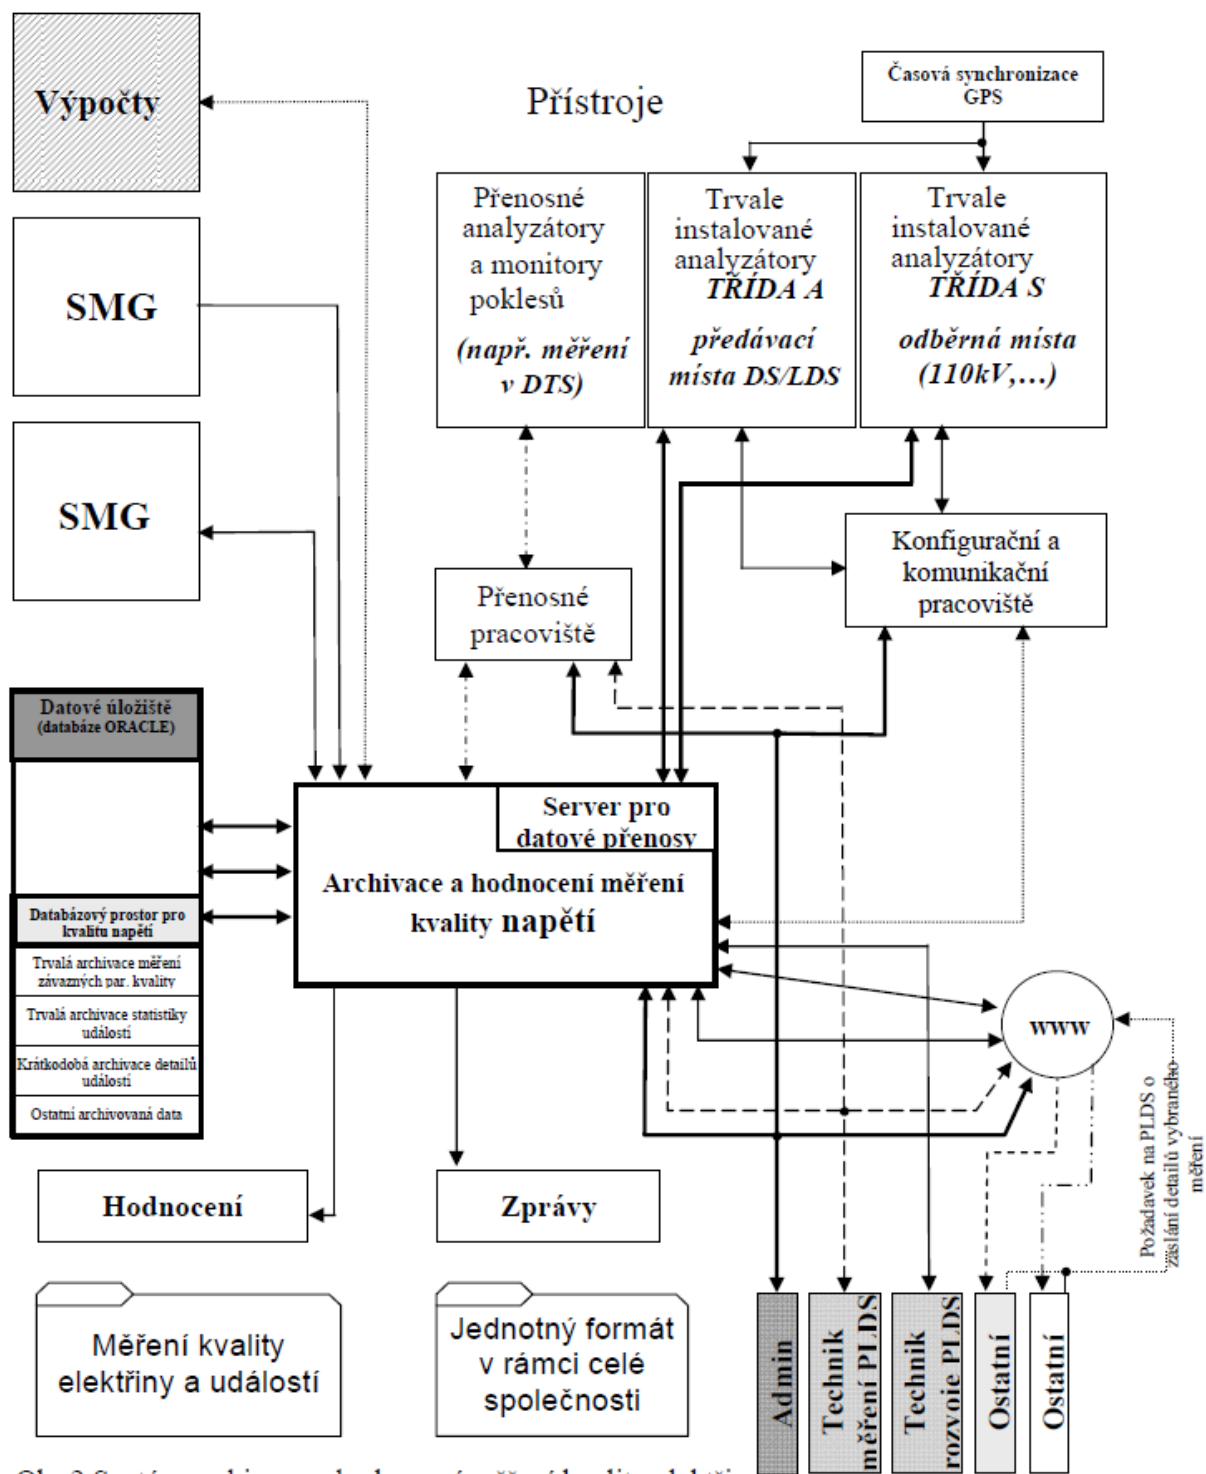 Výpočty
Přístroje
Časová synchronizace
GPS
SMG
SMG
Přenosné
analyzátory
a monitory
poklesů
(např. měření
v DTS)
Trvale
instalované
analyzátory
TŘÍDA A
předávací
místa DS/LDS
Trvale
instalované
analyzátory
TŘÍDA S
odběrná místa
(110kV,…)
Přenosné
pracoviště
Konfigurační a
komunikační
pracoviště
Datové úložiště
(databáze ORACLE)
Databázový prostor pro
kvalitu napětí
Trvalá archivace měření
závazných par. kvality
Trvalá archivace statistiky
událostí
Krátkodobá archivace detailů
událostí
Ostatní archivovaná data
Server pro
datové přenosy
Archivace a hodnocení měření
kvality napětí
www
Požadavek na PLDS o
zaslání detailů vybraného
měření
Hodnocení
Zprávy
Měření kvality
elektřiny a událostí
Jednotný formát
v rámci celé
společnosti
Admin
Technik
měření PLDS
Technik
rozvoje PLDS
Ostatní
Ostatní